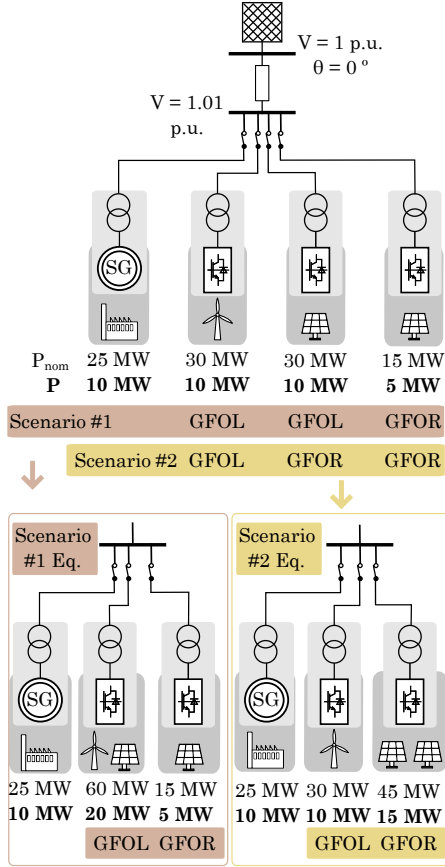 V = 1 p.u.
θ = 0 º
V = 1.01
p.u.
SG
P_nom 25 MW 30 MW 30 MW 15 MW
P 10 MW 10 MW 10 MW 5 MW
Scenario #1 GFOL GFOL GFOR
Scenario #2 GFOL GFOR GFOR
Scenario
#1 Eq.
SG
25 MW 60 MW 15 MW
10 MW 20 MW 5 MW
GFOL GFOR
Scenario
#2 Eq.
SG
25 MW 30 MW 45 MW
10 MW 10 MW 15 MW
GFOL GFOR